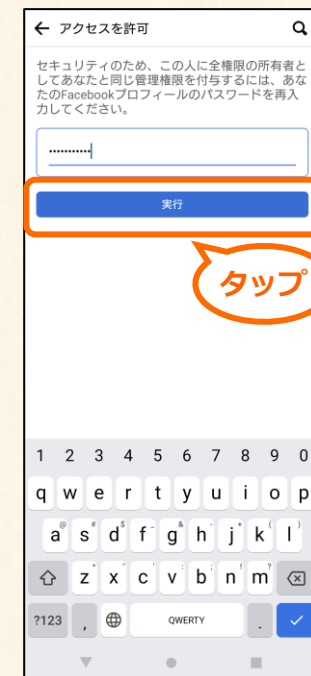 アクセスを許可
セキュリティのため、この人に全権限の所有者と
してあなたと同じ管理権限を付与するには、あな
たのFacebookプロフィールのパスワードを再入
力してください。
···········
実行
タップ
1 2 3 4 5 6 7 8 9 0
q w e r t y u i o p
a @ s # d $ f - g & h - j + k ( l )
z * x " c ' v : b ; n ! m ?
?123 , QWERTY .